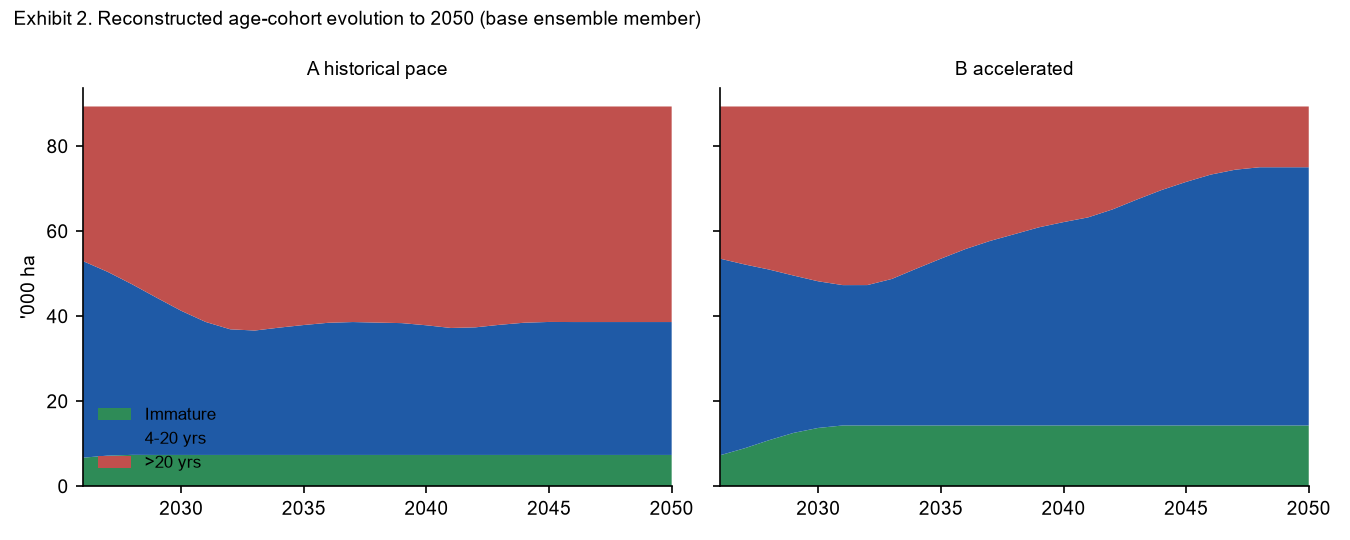 Exhibit 2. Reconstructed age-cohort evolution to 2050 (base ensemble member)
A historical pace
B accelerated
'000 ha
80
60
40
20
0
Immature
4-20 yrs
>20 yrs
2030 2035 2040 2045 2050
2030 2035 2040 2045 2050